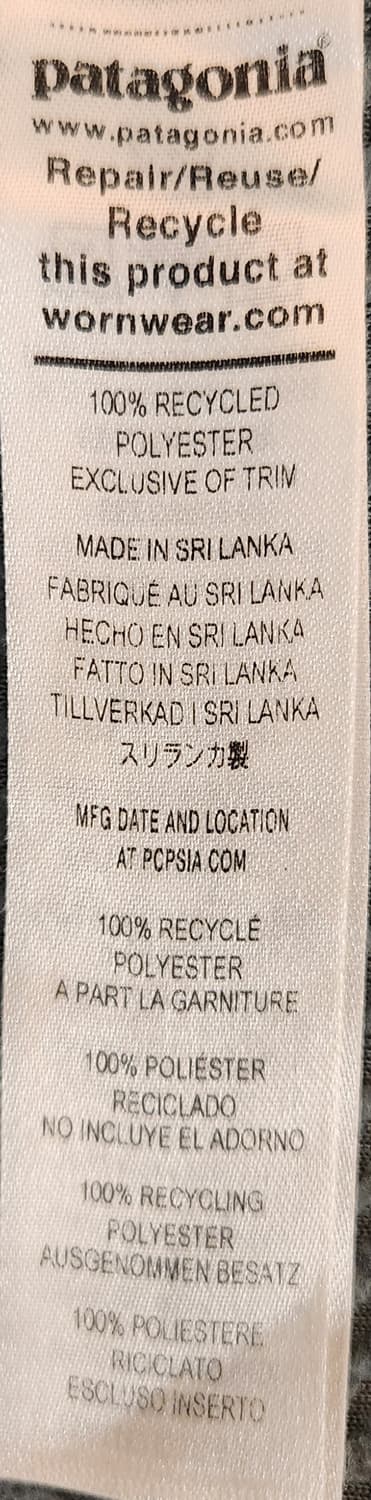 patagonia®
www.patagonia.com
Repair/Reuse/
Recycle
this product at
wornwear.com
100% RECYCLED
POLYESTER
EXCLUSIVE OF TRIM
MADE IN SRI LANKA
FABRIQUÉ AU SRI LANKA
HECHO EN SRI LANKA
FATTO IN SRI LANKA
TILLVERKAD I SRI LANKA
スリランカ製
MFG DATE AND LOCATION
AT PCPSIA COM
100% RECYCLÉ
POLYESTER
A PART LA GARNITURE
100% POLIÉSTER
RECICLADO
NO INCLUYE EL ADORNO
100% RECYCLING
POLYESTER
AUSGENOMMEN BESATZ
100% POLIESTERE
RICICLATO
ESCLUSO INSERTO